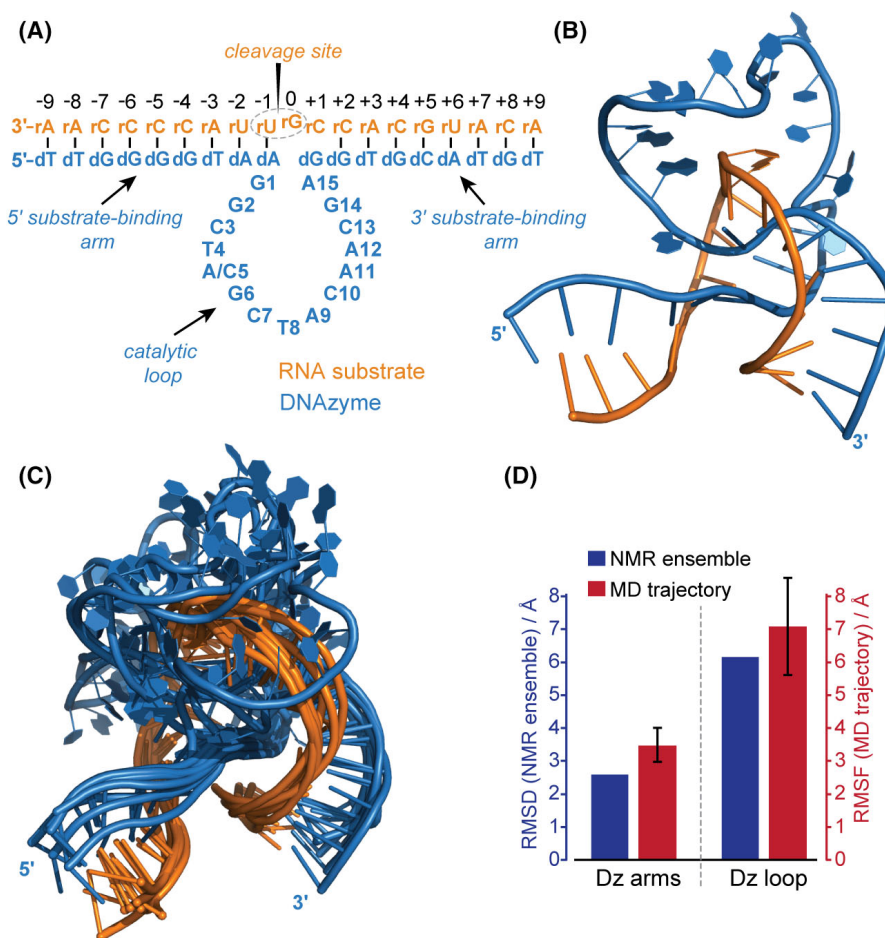 (A)
cleavage site
-9 -8 -7 -6 -5 -4 -3 -2 -1 0 +1 +2 +3 +4 +5 +6 +7 +8 +9
3'-rA rA rC rC rC rC rA rU rU rG rC rC rA rC rG rU rA rC rA
5'-dT dT dG dG dG dG dT dA dA dG dG dT dG dC dA dT dG dT
G1 A15
G2 G14
C3 C13
T4 A12
A/C5 A11
G6 C10
C7 A9
T8
5' substrate-binding
arm
3' substrate-binding
arm
catalytic
loop
RNA substrate
DNAzyme
(B)
5'
3'
(C)
5'
3'
(D)
NMR ensemble
MD trajectory
RMSD (NMR ensemble) / Å
8
7
6
5
4
3
2
1
0
8
7
6
5
4
3
2
1
0
RMSF (MD trajectory) / Å
Dz arms
Dz loop